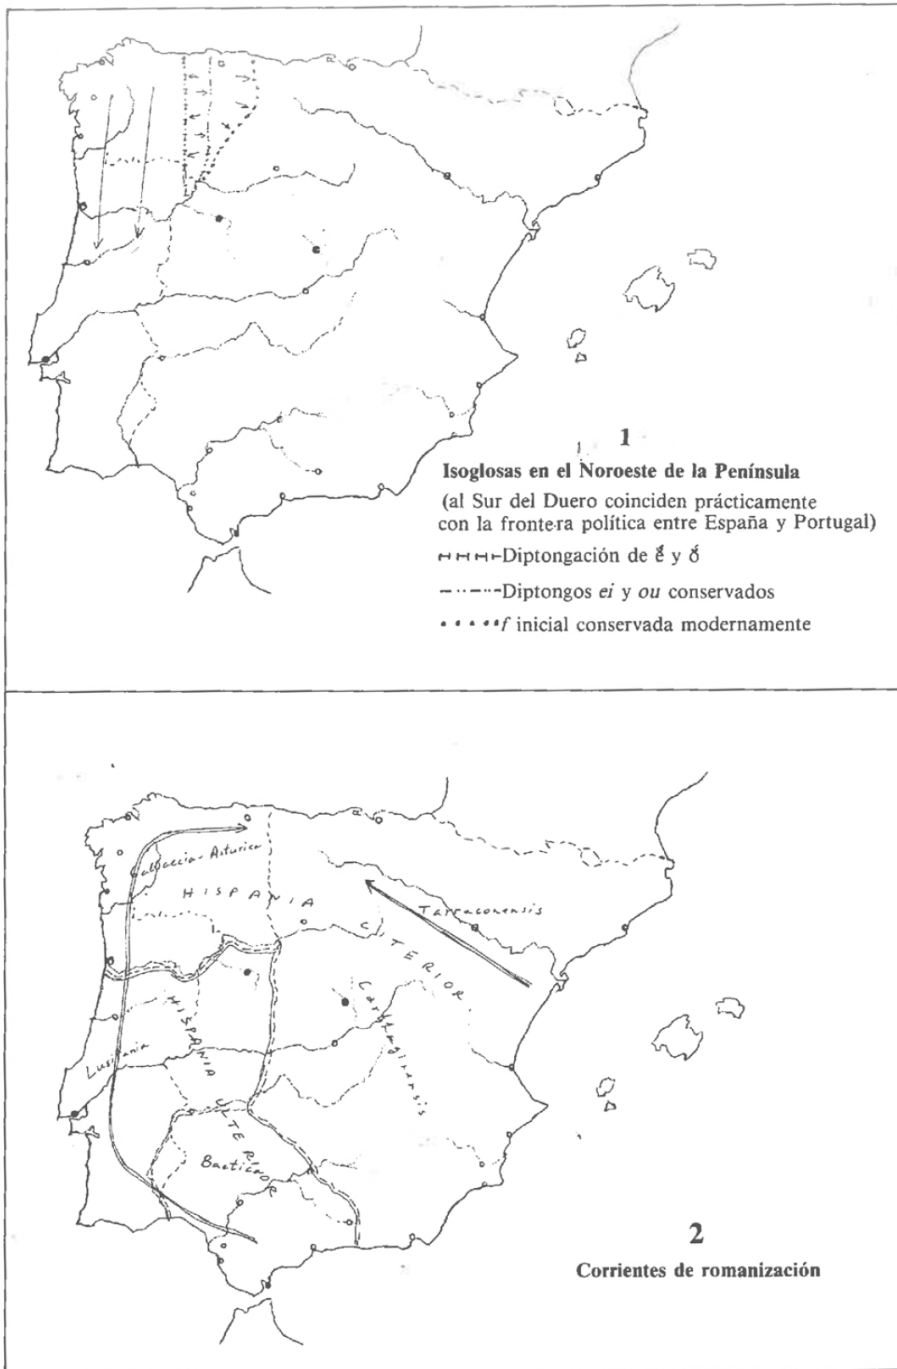 1
Isoglosas en el Noroeste de la Península
(al Sur del Duero coinciden prácticamente
con la frontera política entre España y Portugal)
Diptongación de ĕ́ y ŏ́
Diptongos ei y ou conservados
f inicial conservada modernamente
Gallaecia-Asturica
HISPANIA
CITERIOR
Tarraconensis
Carthaginensis
HISPANIA
ULTERIOR
Lusitania
Baetica
2
Corrientes de romanización